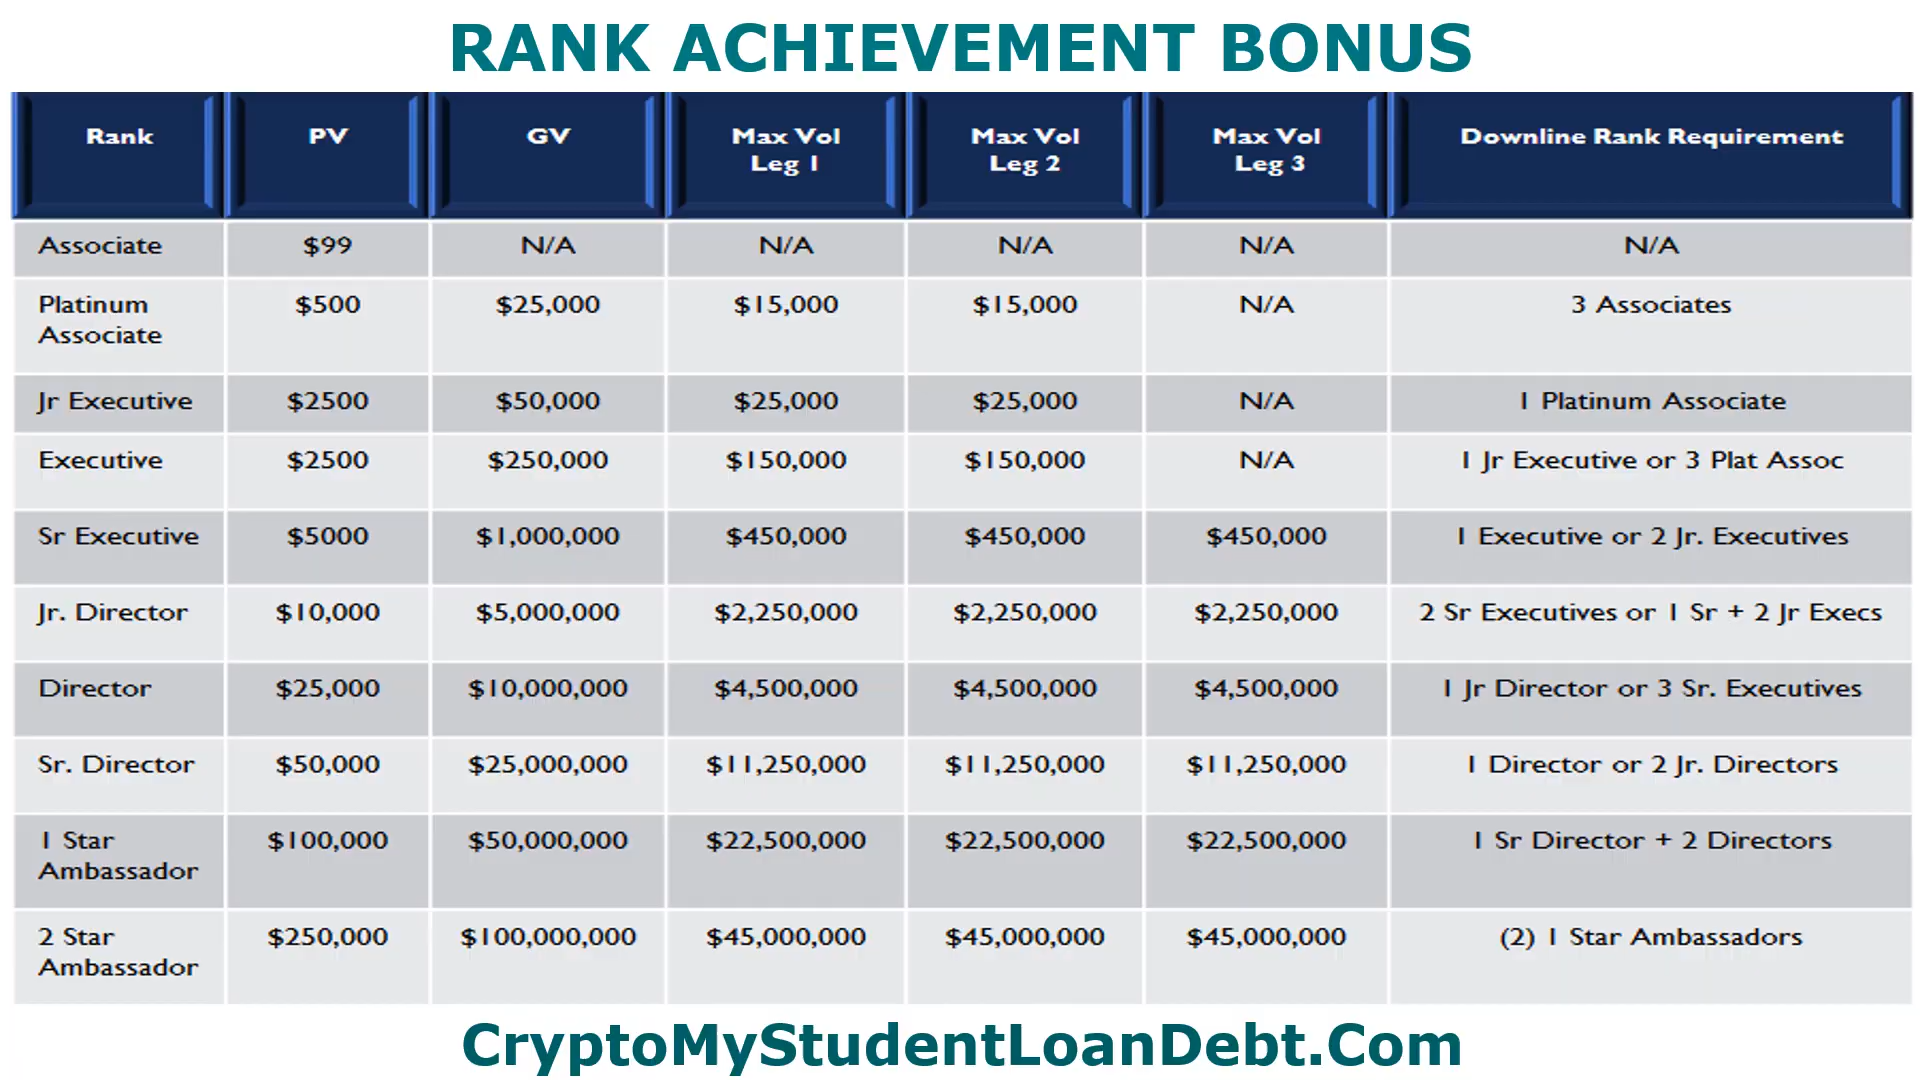 RANK ACHIEVEMENT BONUS
Rank PV GV Max Vol Leg 1 Max Vol Leg 2 Max Vol Leg 3 Downline Rank Requirement
Associate $99 N/A N/A N/A N/A N/A
Platinum Associate $500 $25,000 $15,000 $15,000 N/A 3 Associates
Jr Executive $2500 $50,000 $25,000 $25,000 N/A 1 Platinum Associate
Executive $2500 $250,000 $150,000 $150,000 N/A 1 Jr Executive or 3 Plat Assoc
Sr Executive $5000 $1,000,000 $450,000 $450,000 $450,000 1 Executive or 2 Jr. Executives
Jr. Director $10,000 $5,000,000 $2,250,000 $2,250,000 $2,250,000 2 Sr Executives or 1 Sr + 2 Jr Execs
Director $25,000 $10,000,000 $4,500,000 $4,500,000 $4,500,000 1 Jr Director or 3 Sr. Executives
Sr. Director $50,000 $25,000,000 $11,250,000 $11,250,000 $11,250,000 1 Director or 2 Jr. Directors
1 Star Ambassador $100,000 $50,000,000 $22,500,000 $22,500,000 $22,500,000 1 Sr Director + 2 Directors
2 Star Ambassador $250,000 $100,000,000 $45,000,000 $45,000,000 $45,000,000 (2) 1 Star Ambassadors
CryptoMyStudentLoanDebt.Com